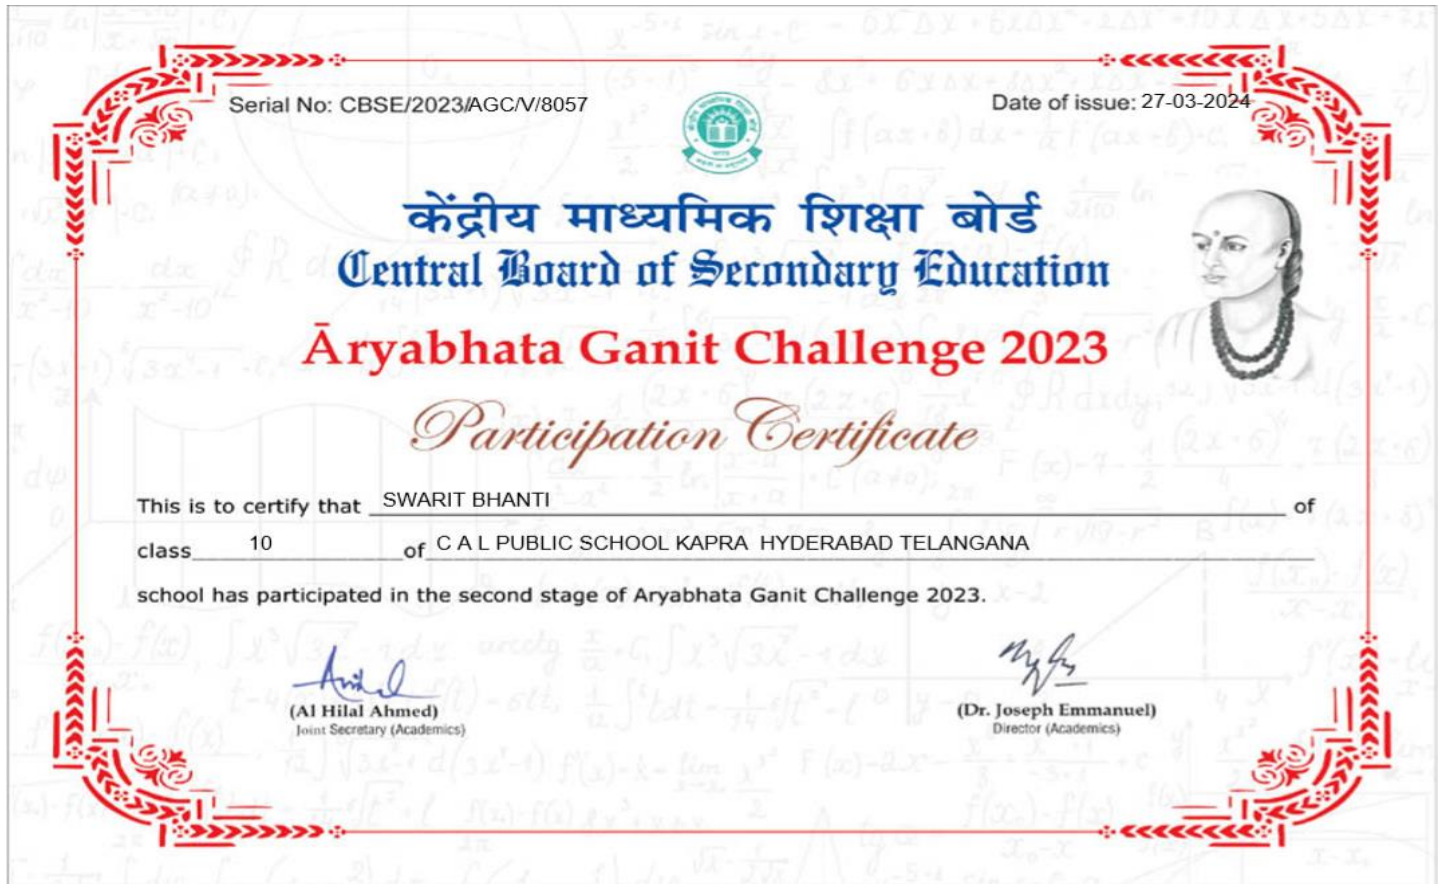 Serial No: CBSE/2023/AGC/V/8057
Date of issue: 27-03-2024
केंद्रीय माध्यमिक शिक्षा बोर्ड
Central Board of Secondary Education
Āryabhata Ganit Challenge 2023
Participation Certificate
This is to certify that SWARIT BHANTI of
class 10 of C A L PUBLIC SCHOOL KAPRA HYDERABAD TELANGANA
school has participated in the second stage of Aryabhata Ganit Challenge 2023.
(Al Hilal Ahmed)
Joint Secretary (Academics)
(Dr. Joseph Emmanuel)
Director (Academics)